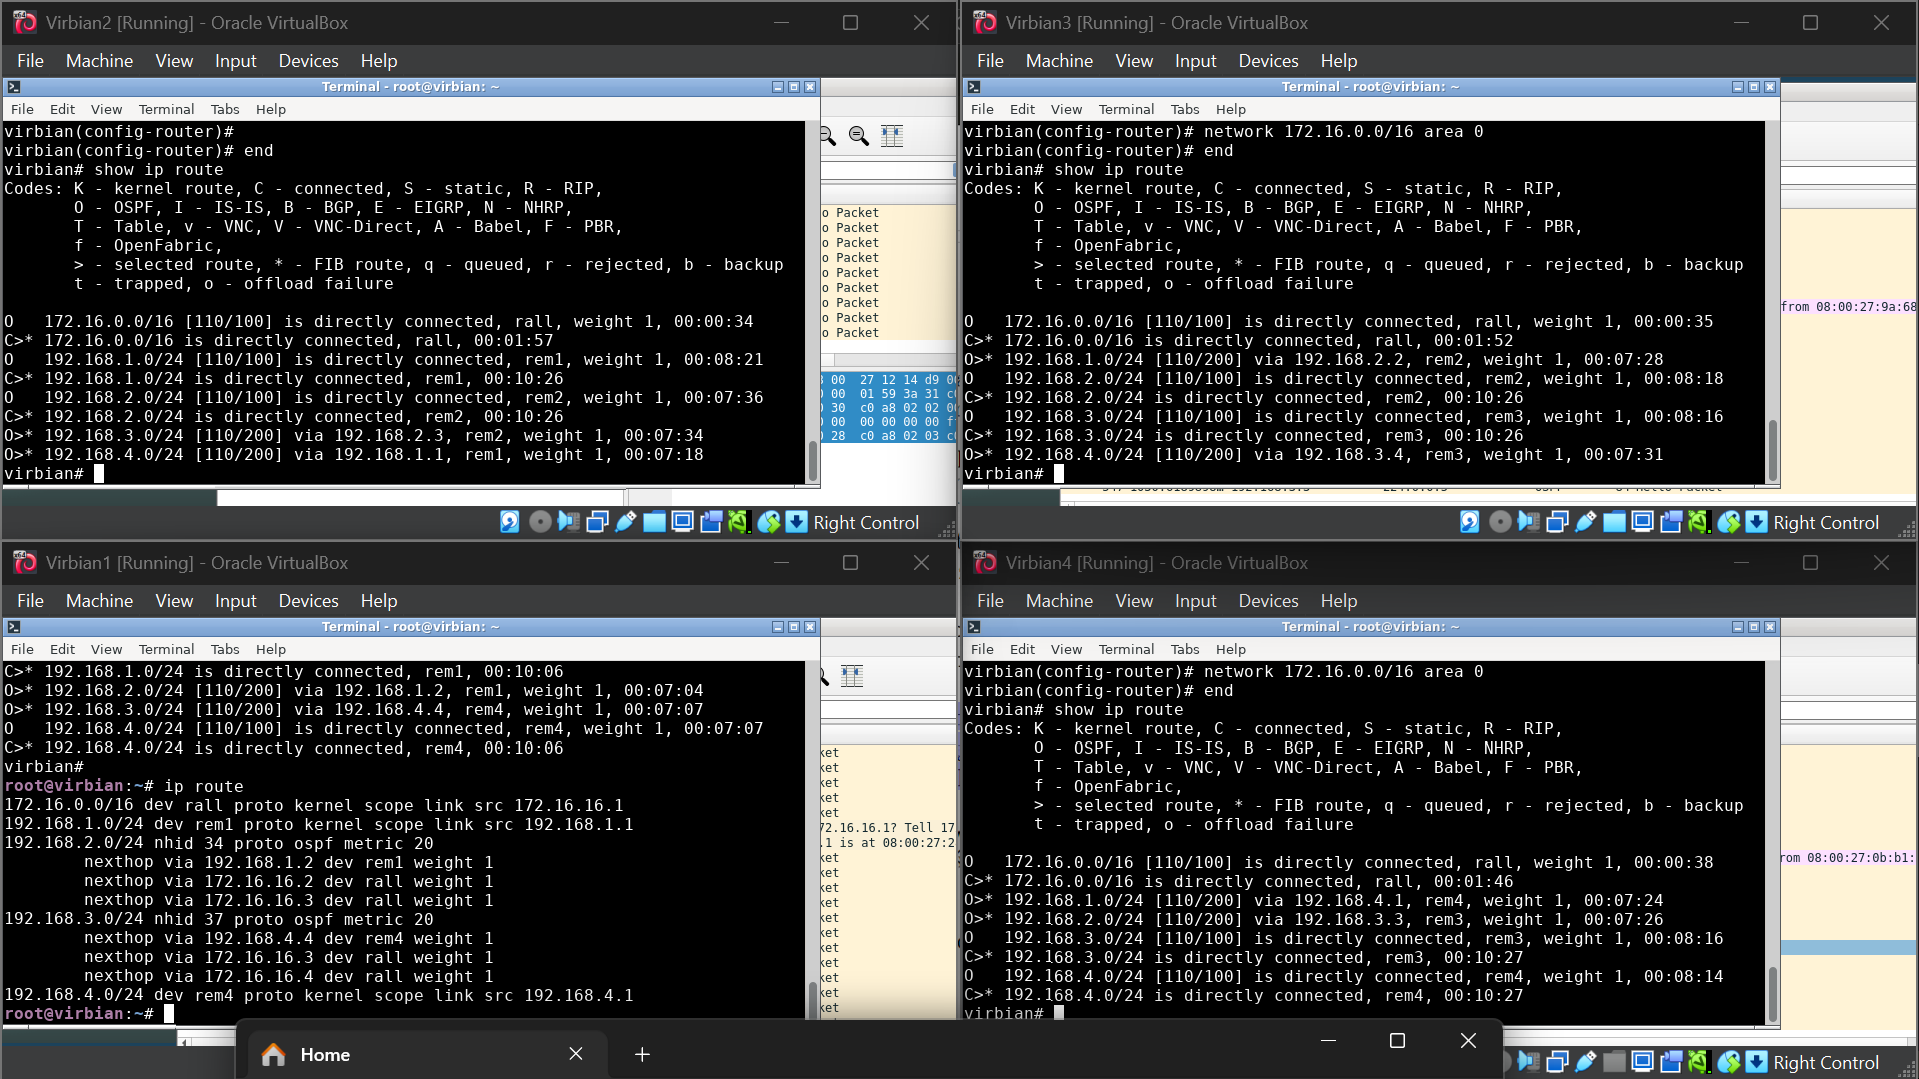 Virbian2 [Running] - Oracle VirtualBox
File Machine View Input Devices Help
Terminal - root@virbian: ~
File Edit View Terminal Tabs Help
virbian(config-router)#
virbian(config-router)# end
virbian# show ip route
Codes: K - kernel route, C - connected, S - static, R - RIP,
O - OSPF, I - IS-IS, B - BGP, E - EIGRP, N - NHRP,
T - Table, v - VNC, V - VNC-Direct, A - Babel, F - PBR,
f - OpenFabric,
> - selected route, * - FIB route, q - queued, r - rejected, b - backup
t - trapped, o - offload failure
O   172.16.0.0/16 [110/100] is directly connected, rall, weight 1, 00:00:34
C>* 172.16.0.0/16 is directly connected, rall, 00:01:57
O   192.168.1.0/24 [110/100] is directly connected, rem1, weight 1, 00:08:21
C>* 192.168.1.0/24 is directly connected, rem1, 00:10:26
O   192.168.2.0/24 [110/100] is directly connected, rem2, weight 1, 00:07:36
C>* 192.168.2.0/24 is directly connected, rem2, 00:10:26
O>* 192.168.3.0/24 [110/200] via 192.168.2.3, rem2, weight 1, 00:07:34
O>* 192.168.4.0/24 [110/200] via 192.168.1.1, rem1, weight 1, 00:07:18
virbian#
o Packet
o Packet
o Packet
o Packet
o Packet
o Packet
o Packet
o Packet
o Packet
00 27 12 14 d9
00 01 59 3a 31
30 c0 a8 02 02
00 00 00 00
28 c0 a8 02 03
Right Control
Virbian3 [Running] - Oracle VirtualBox
File Machine View Input Devices Help
Terminal - root@virbian: ~
File Edit View Terminal Tabs Help
virbian(config-router)# network 172.16.0.0/16 area 0
virbian(config-router)# end
virbian# show ip route
Codes: K - kernel route, C - connected, S - static, R - RIP,
O - OSPF, I - IS-IS, B - BGP, E - EIGRP, N - NHRP,
T - Table, v - VNC, V - VNC-Direct, A - Babel, F - PBR,
f - OpenFabric,
> - selected route, * - FIB route, q - queued, r - rejected, b - backup
t - trapped, o - offload failure
O   172.16.0.0/16 [110/100] is directly connected, rall, weight 1, 00:00:35
C>* 172.16.0.0/16 is directly connected, rall, 00:01:52
O>* 192.168.1.0/24 [110/200] via 192.168.2.2, rem2, weight 1, 00:07:28
O   192.168.2.0/24 [110/100] is directly connected, rem2, weight 1, 00:08:18
C>* 192.168.2.0/24 is directly connected, rem2, 00:10:26
O   192.168.3.0/24 [110/100] is directly connected, rem3, weight 1, 00:08:16
C>* 192.168.3.0/24 is directly connected, rem3, 00:10:26
O>* 192.168.4.0/24 [110/200] via 192.168.3.4, rem3, weight 1, 00:07:31
virbian#
from 08:00:27:9a:68
Right Control
Virbian1 [Running] - Oracle VirtualBox
File Machine View Input Devices Help
Terminal - root@virbian: ~
File Edit View Terminal Tabs Help
C>* 192.168.1.0/24 is directly connected, rem1, 00:10:06
O>* 192.168.2.0/24 [110/200] via 192.168.1.2, rem1, weight 1, 00:07:04
O>* 192.168.3.0/24 [110/200] via 192.168.4.4, rem4, weight 1, 00:07:07
O   192.168.4.0/24 [110/100] is directly connected, rem4, weight 1, 00:07:07
C>* 192.168.4.0/24 is directly connected, rem4, 00:10:06
virbian#
root@virbian:~# ip route
172.16.0.0/16 dev rall proto kernel scope link src 172.16.16.1
192.168.1.0/24 dev rem1 proto kernel scope link src 192.168.1.1
192.168.2.0/24 nhid 34 proto ospf metric 20
nexthop via 192.168.1.2 dev rem1 weight 1
nexthop via 172.16.16.2 dev rall weight 1
nexthop via 172.16.16.3 dev rall weight 1
192.168.3.0/24 nhid 37 proto ospf metric 20
nexthop via 192.168.4.4 dev rem4 weight 1
nexthop via 172.16.16.3 dev rall weight 1
nexthop via 172.16.16.4 dev rall weight 1
192.168.4.0/24 dev rem4 proto kernel scope link src 192.168.4.1
root@virbian:~#
ket
ket
ket
ket
ket
72.16.16.1? Tell 17
.1 is at 08:00:27:2
ket
ket
ket
ket
ket
ket
ket
ket
ket
ket
ket
Virbian4 [Running] - Oracle VirtualBox
File Machine View Input Devices Help
Terminal - root@virbian: ~
File Edit View Terminal Tabs Help
virbian(config-router)# network 172.16.0.0/16 area 0
virbian(config-router)# end
virbian# show ip route
Codes: K - kernel route, C - connected, S - static, R - RIP,
O - OSPF, I - IS-IS, B - BGP, E - EIGRP, N - NHRP,
T - Table, v - VNC, V - VNC-Direct, A - Babel, F - PBR,
f - OpenFabric,
> - selected route, * - FIB route, q - queued, r - rejected, b - backup
t - trapped, o - offload failure
O   172.16.0.0/16 [110/100] is directly connected, rall, weight 1, 00:00:38
C>* 172.16.0.0/16 is directly connected, rall, 00:01:46
O>* 192.168.1.0/24 [110/200] via 192.168.4.1, rem4, weight 1, 00:07:24
O>* 192.168.2.0/24 [110/200] via 192.168.3.3, rem3, weight 1, 00:07:26
O   192.168.3.0/24 [110/100] is directly connected, rem3, weight 1, 00:08:16
C>* 192.168.3.0/24 is directly connected, rem3, 00:10:27
O   192.168.4.0/24 [110/100] is directly connected, rem4, weight 1, 00:08:14
C>* 192.168.4.0/24 is directly connected, rem4, 00:10:27
virbian#
rom 08:00:27:0b:b1:
Right Control
Home